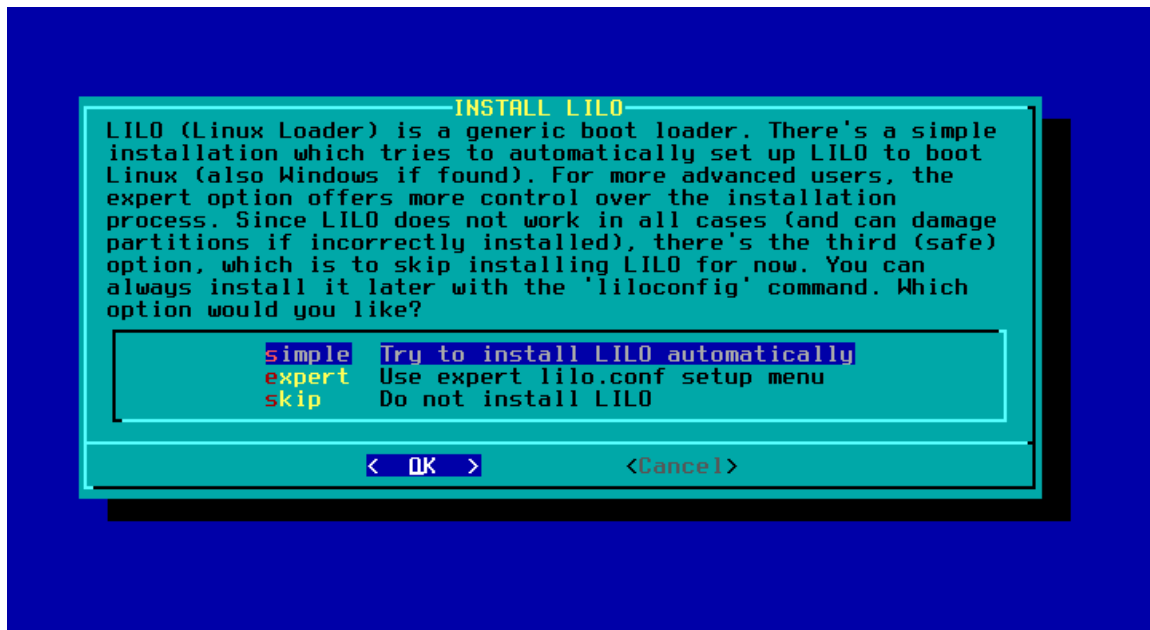 INSTALL LILO
LILO (Linux Loader) is a generic boot loader. There's a simple
installation which tries to automatically set up LILO to boot
Linux (also Windows if found). For more advanced users, the
expert option offers more control over the installation
process. Since LILO does not work in all cases (and can damage
partitions if incorrectly installed), there's the third (safe)
option, which is to skip installing LILO for now. You can
always install it later with the 'liloconfig' command. Which
option would you like?
simple Try to install LILO automatically
expert Use expert lilo.conf setup menu
skip Do not install LILO
< OK > <Cancel>